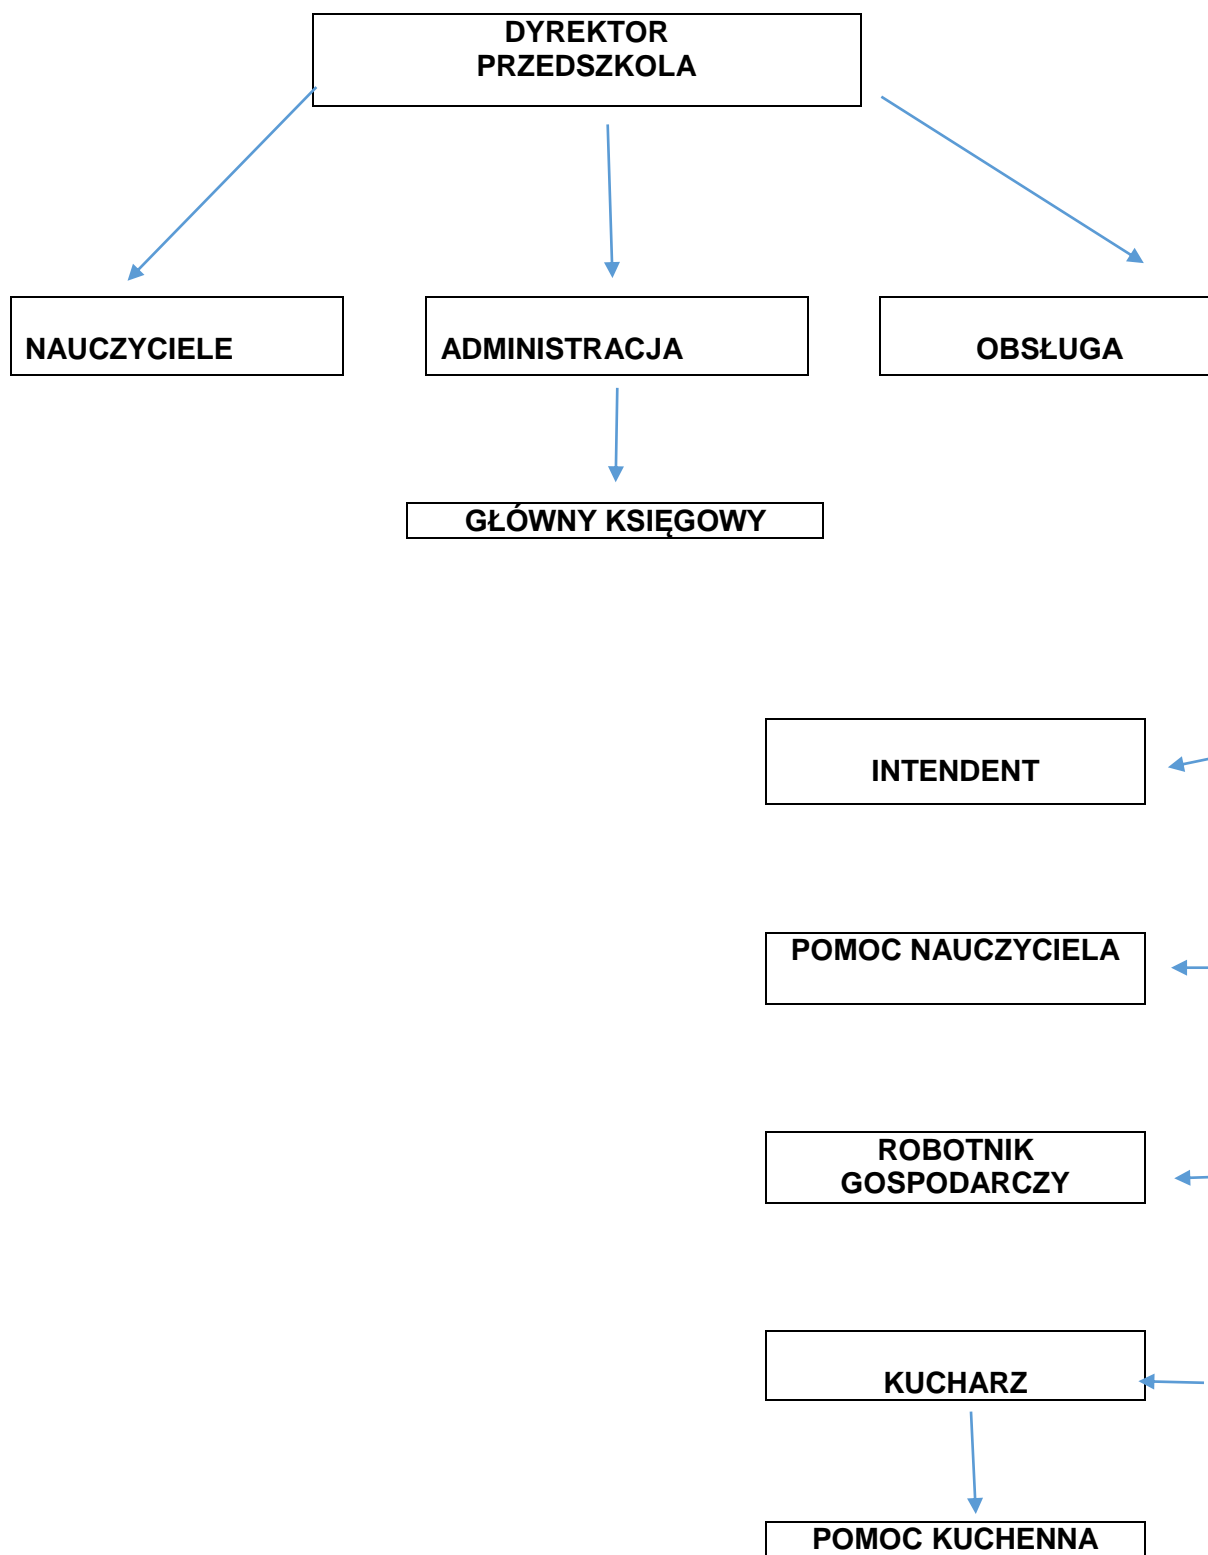 DYREKTOR
PRZEDSZKOLA
NAUCZYCIELE
ADMINISTRACJA
OBSŁUGA
GŁÓWNY KSIĘGOWY
INTENDENT
POMOC NAUCZYCIELA
ROBOTNIK
GOSPODARCZY
KUCHARZ
POMOC KUCHENNA